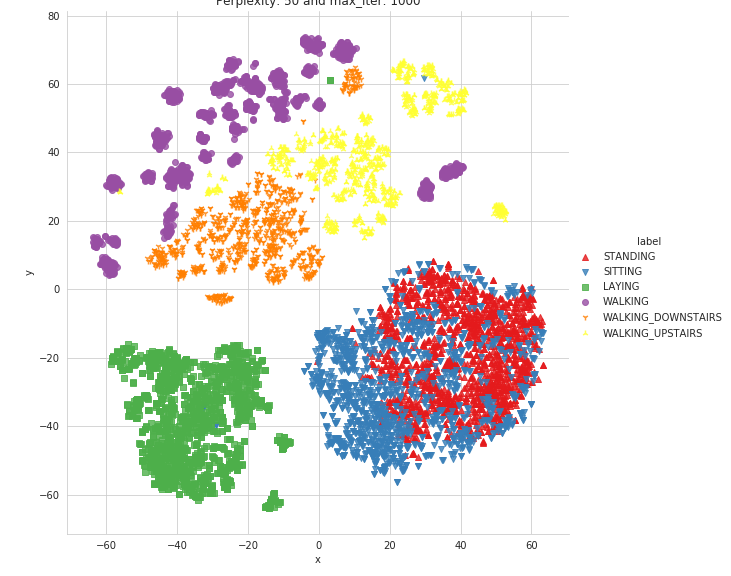 Perplexity: 50 and max_iter: 1000
80
60
40
20
0
−20
−40
−60
y
−60
−40
−20
0
20
40
60
x
label
STANDING
SITTING
LAYING
WALKING
WALKING_DOWNSTAIRS
WALKING_UPSTAIRS